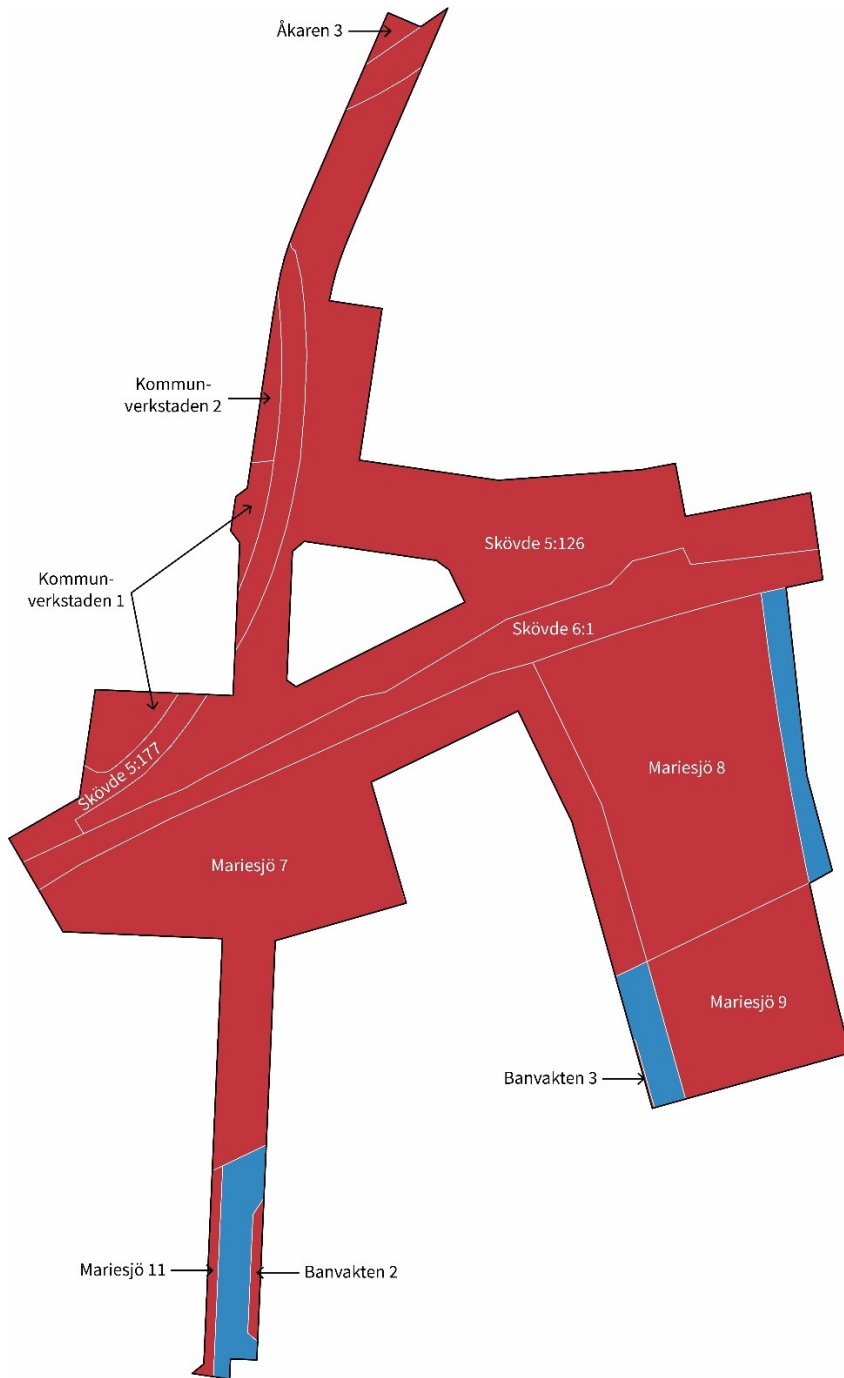 Åkaren 3
Kommun-
verkstaden 2
Skövde 5:126
Kommun-
verkstaden 1
Skövde 6:1
Skövde 5:177
Mariesjö 8
Mariesjö 7
Mariesjö 9
Banvakten 3
Mariesjö 11
Banvakten 2